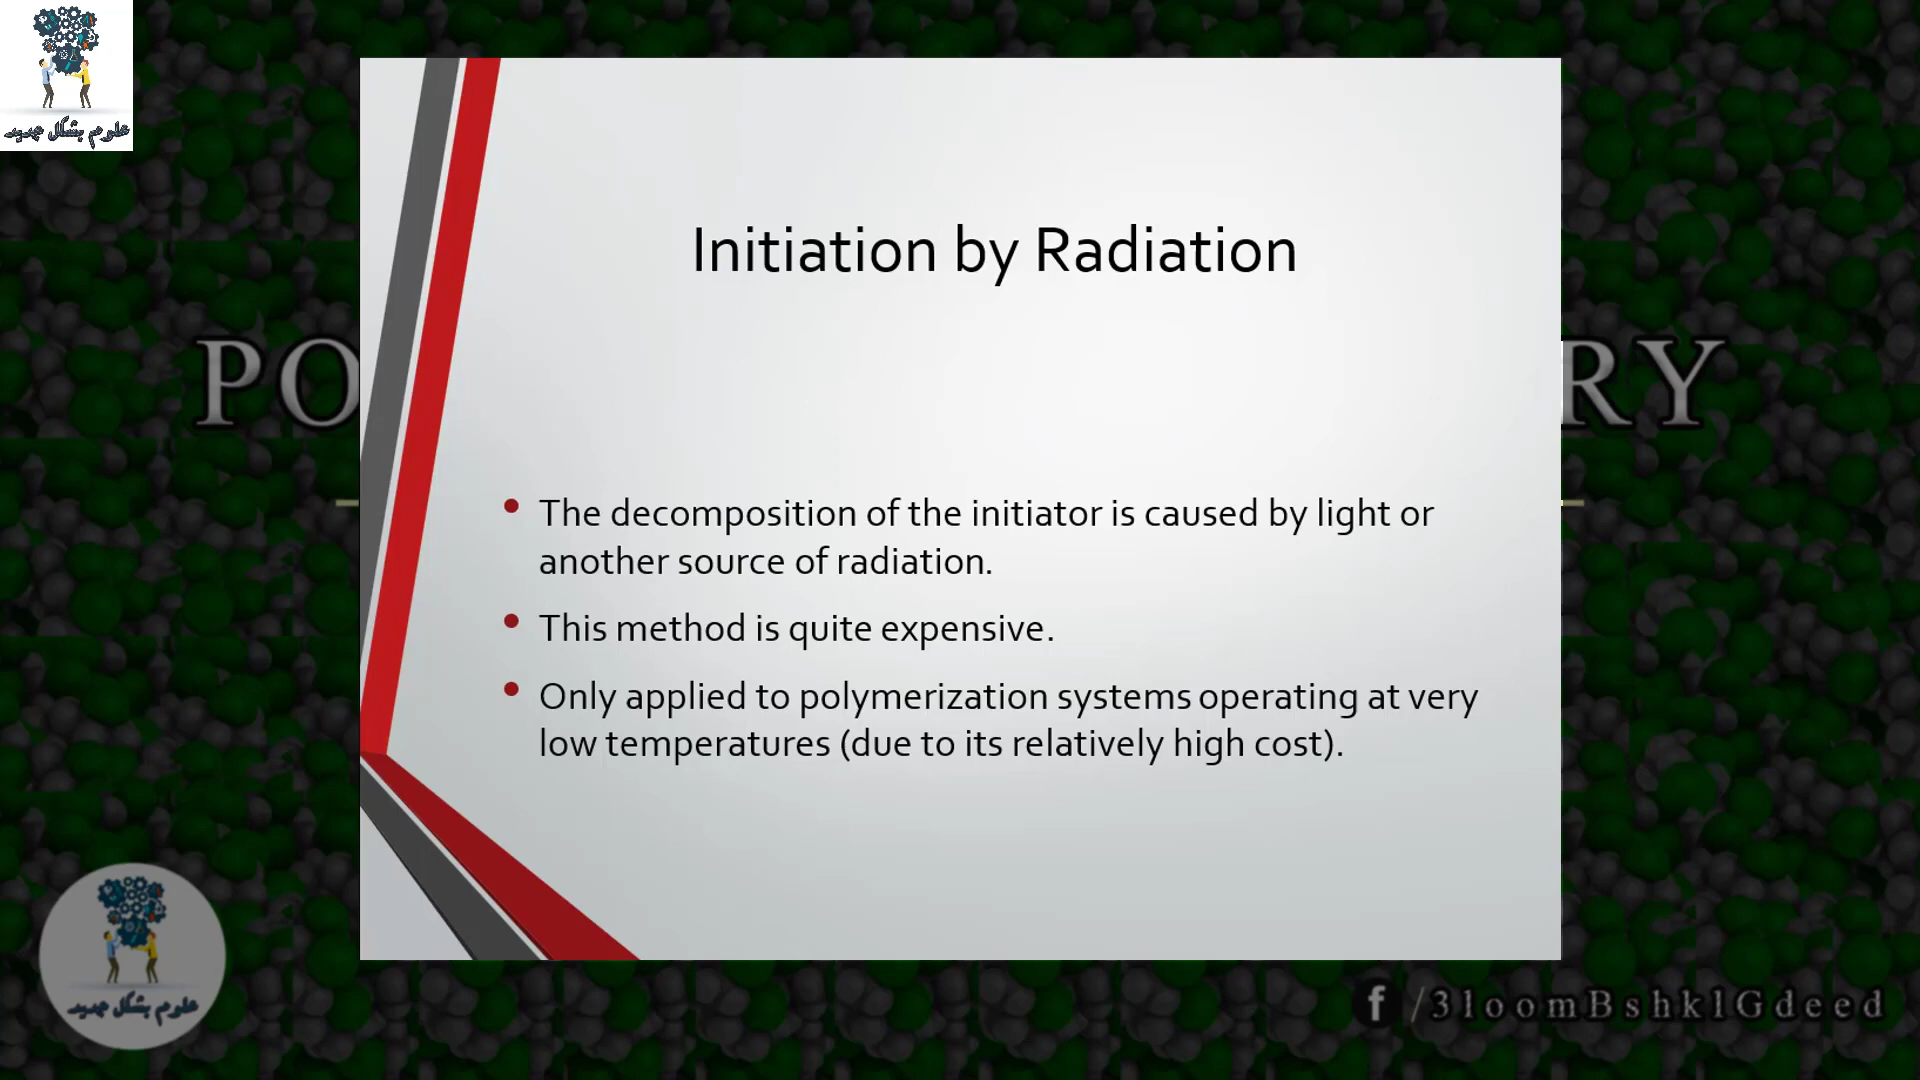 علوم بشكل جديد
Initiation by Radiation
PO
RY
• The decomposition of the initiator is caused by light or
another source of radiation.
• This method is quite expensive.
• Only applied to polymerization systems operating at very
low temperatures (due to its relatively high cost).
علوم بشكل جديد
f /3loomBshklGdeed